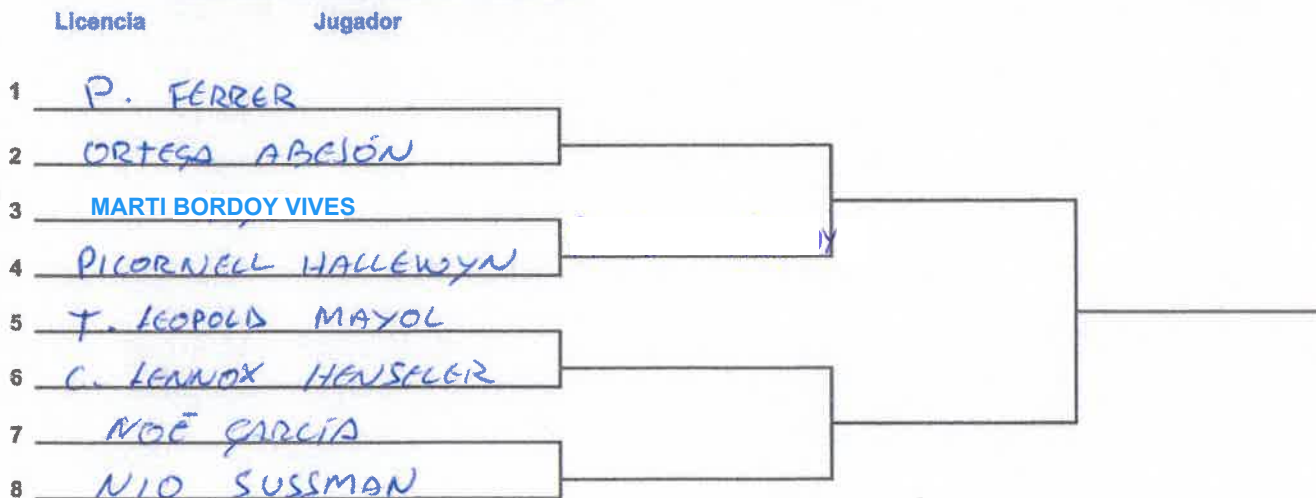 Licencia Jugador
1 P. FERRER
2 ORTEGA ABEJÓN
3 MARTI BORDOY VIVES
4 PICORNELL HALLEWYN
5 T. LEOPOLD MAYOL
6 C. LENNOX HENSELER
7 NOÉ GARCÍA
8 NIO SUSSMAN